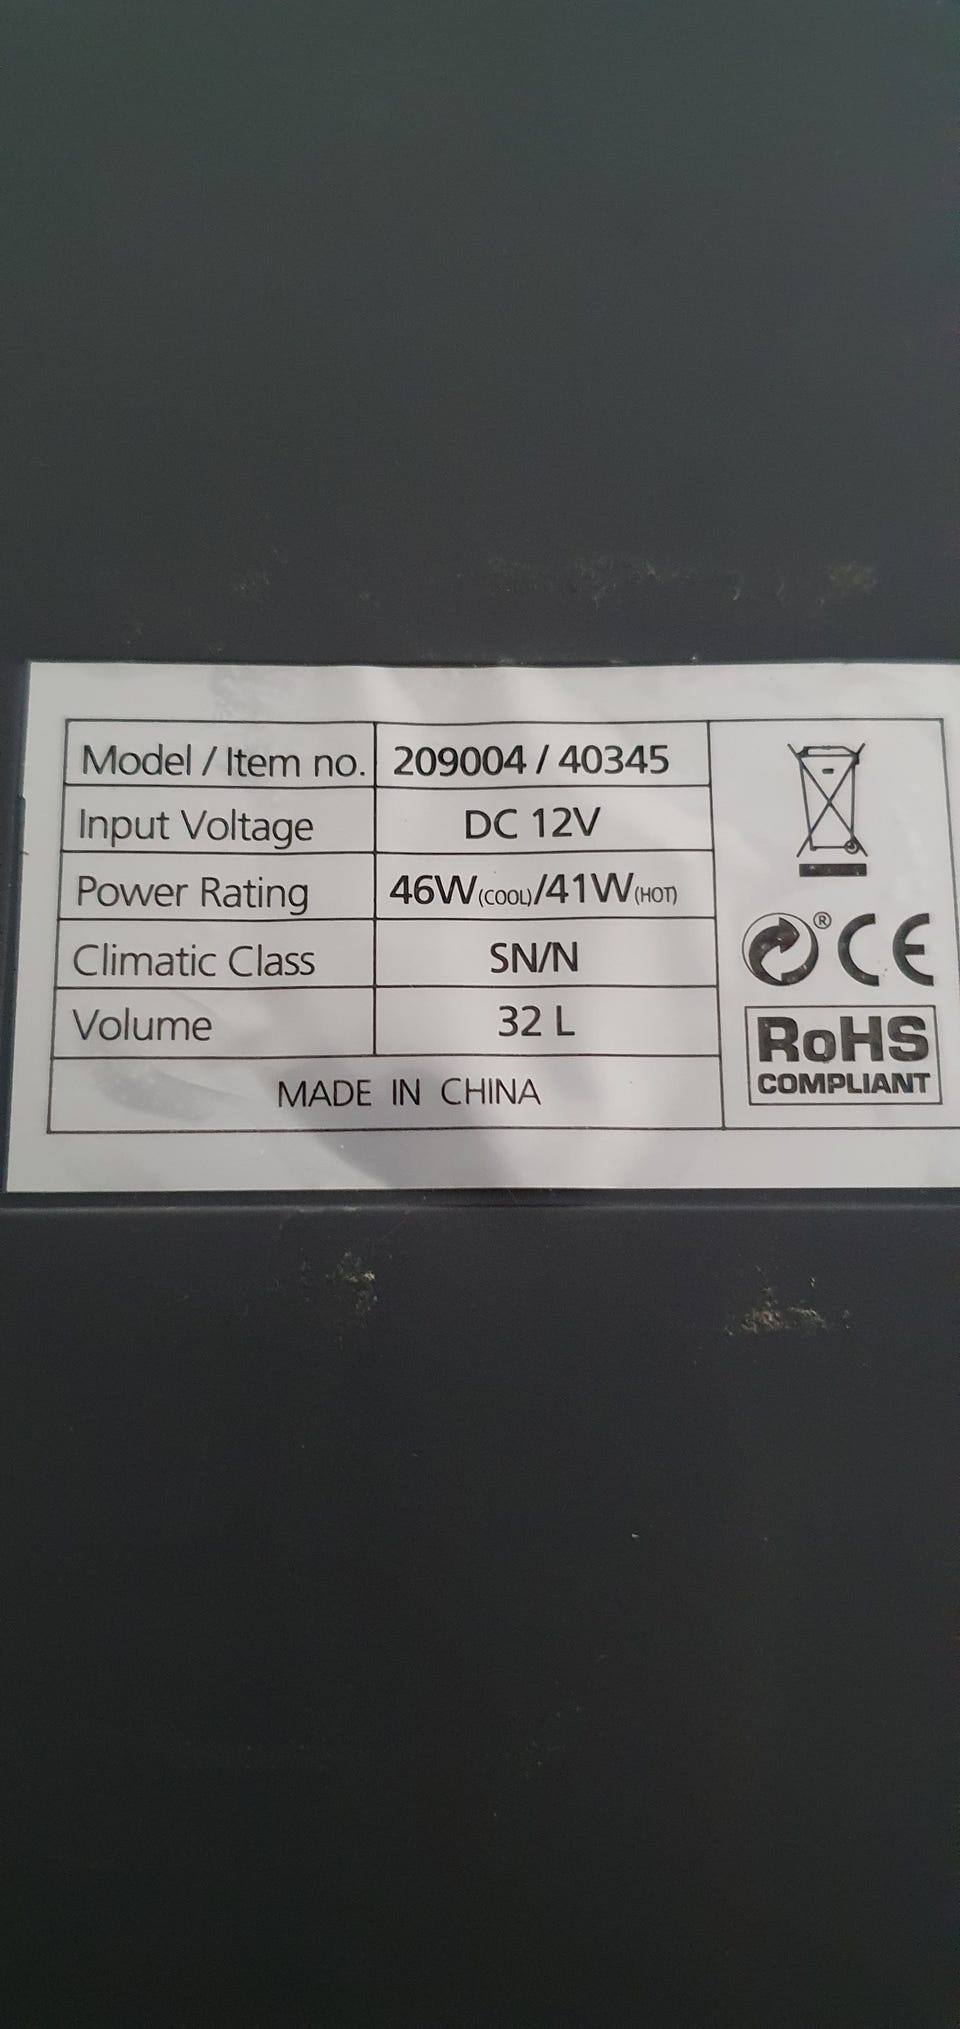 Model / Item no. 209004 / 40345
Input Voltage DC 12V
Power Rating 46W(COOL)/41W(HOT)
Climatic Class SN/N
Volume 32 L
MADE IN CHINA
® CE
RoHS
COMPLIANT